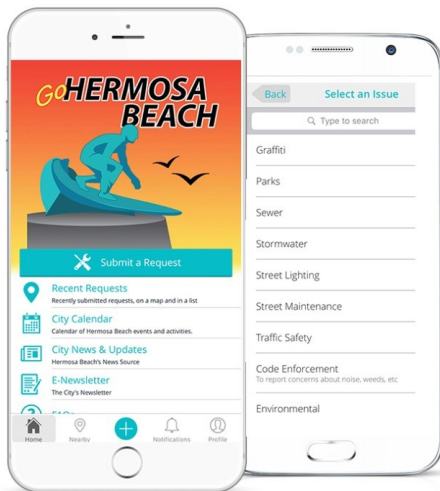 Go HERMOSA
BEACH
Submit a Request
Recent Requests
Recently submitted requests, on a map and in a list
City Calendar
Calendar of Hermosa Beach events and activities.
City News & Updates
Hermosa Beach's News Source
E-Newsletter
The City's Newsletter
FAQs
Home
Nearby
Notifications
Profile
Back
Select an Issue
Type to search
Graffiti
Parks
Sewer
Stormwater
Street Lighting
Street Maintenance
Traffic Safety
Code Enforcement
To report concerns about noise, weeds, etc
Environmental